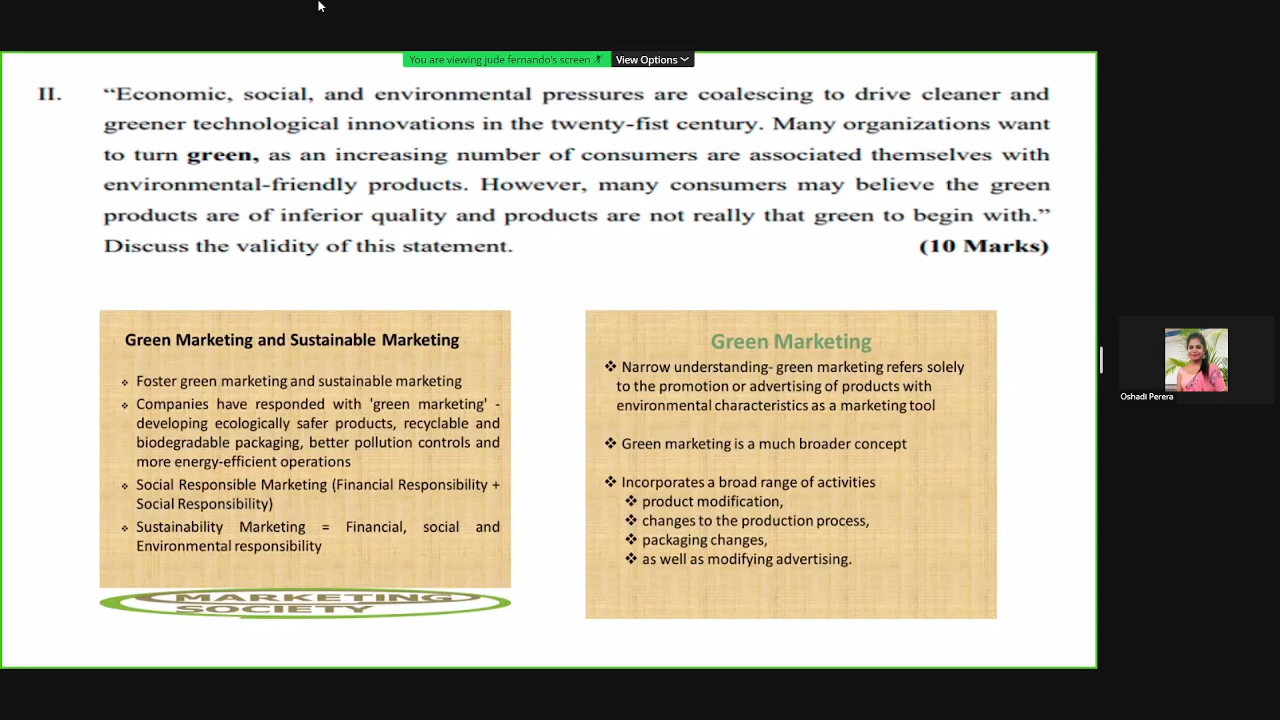 You are viewing jude fernando's screen
View Options
II. “Economic, social, and environmental pressures are coalescing to drive cleaner and
greener technological innovations in the twenty-fist century. Many organizations want
to turn green, as an increasing number of consumers are associated themselves with
environmental-friendly products. However, many consumers may believe the green
products are of inferior quality and products are not really that green to begin with.”
Discuss the validity of this statement. (10 Marks)
Green Marketing and Sustainable Marketing
Foster green marketing and sustainable marketing
Companies have responded with 'green marketing' -
developing ecologically safer products, recyclable and
biodegradable packaging, better pollution controls and
more energy-efficient operations
Social Responsible Marketing (Financial Responsibility +
Social Responsibility)
Sustainability Marketing = Financial, social and
Environmental responsibility
MARKETING
SOCIETY
Green Marketing
Narrow understanding- green marketing refers solely
to the promotion or advertising of products with
environmental characteristics as a marketing tool
Green marketing is a much broader concept
Incorporates a broad range of activities
product modification,
changes to the production process,
packaging changes,
as well as modifying advertising.
Oshadi Perera